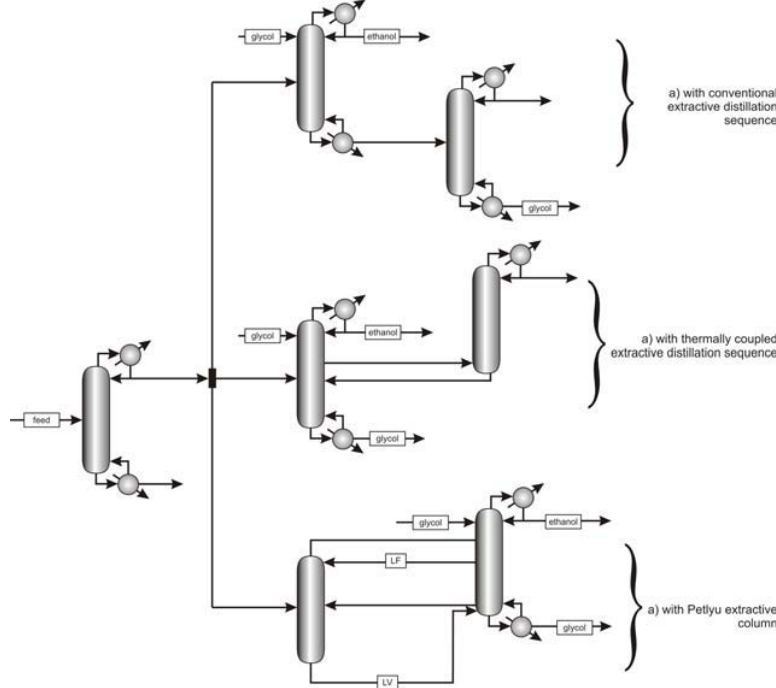 glycol
ethanol
a) with conventional
extractive distillation
sequence
glycol
glycol
ethanol
a) with thermally coupled
extractive distillation sequence
feed
glycol
glycol
ethanol
LF
a) with Petlyu extractive
column
glycol
LV